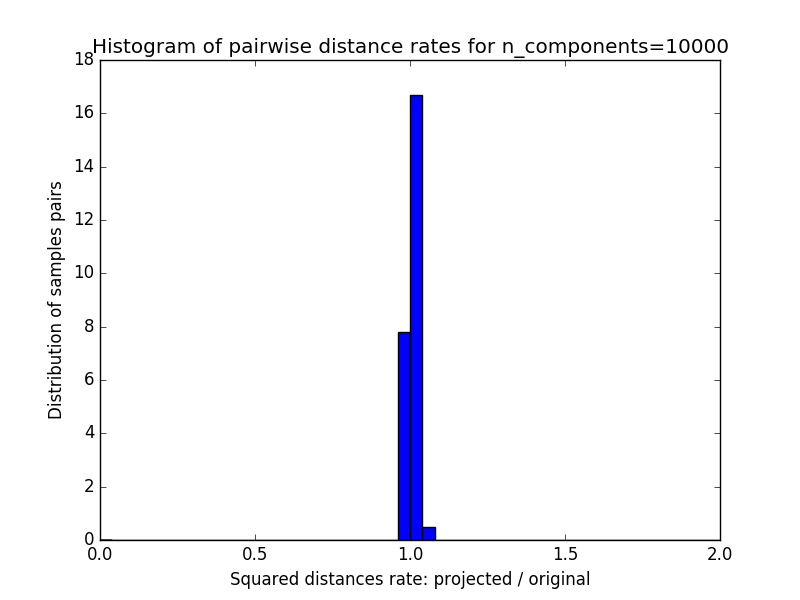 Histogram of pairwise distance rates for n_components=10000
18
16
14
12
10
8
6
4
2
0
Distribution of samples pairs
0.0 0.5 1.0 1.5 2.0
Squared distances rate: projected / original